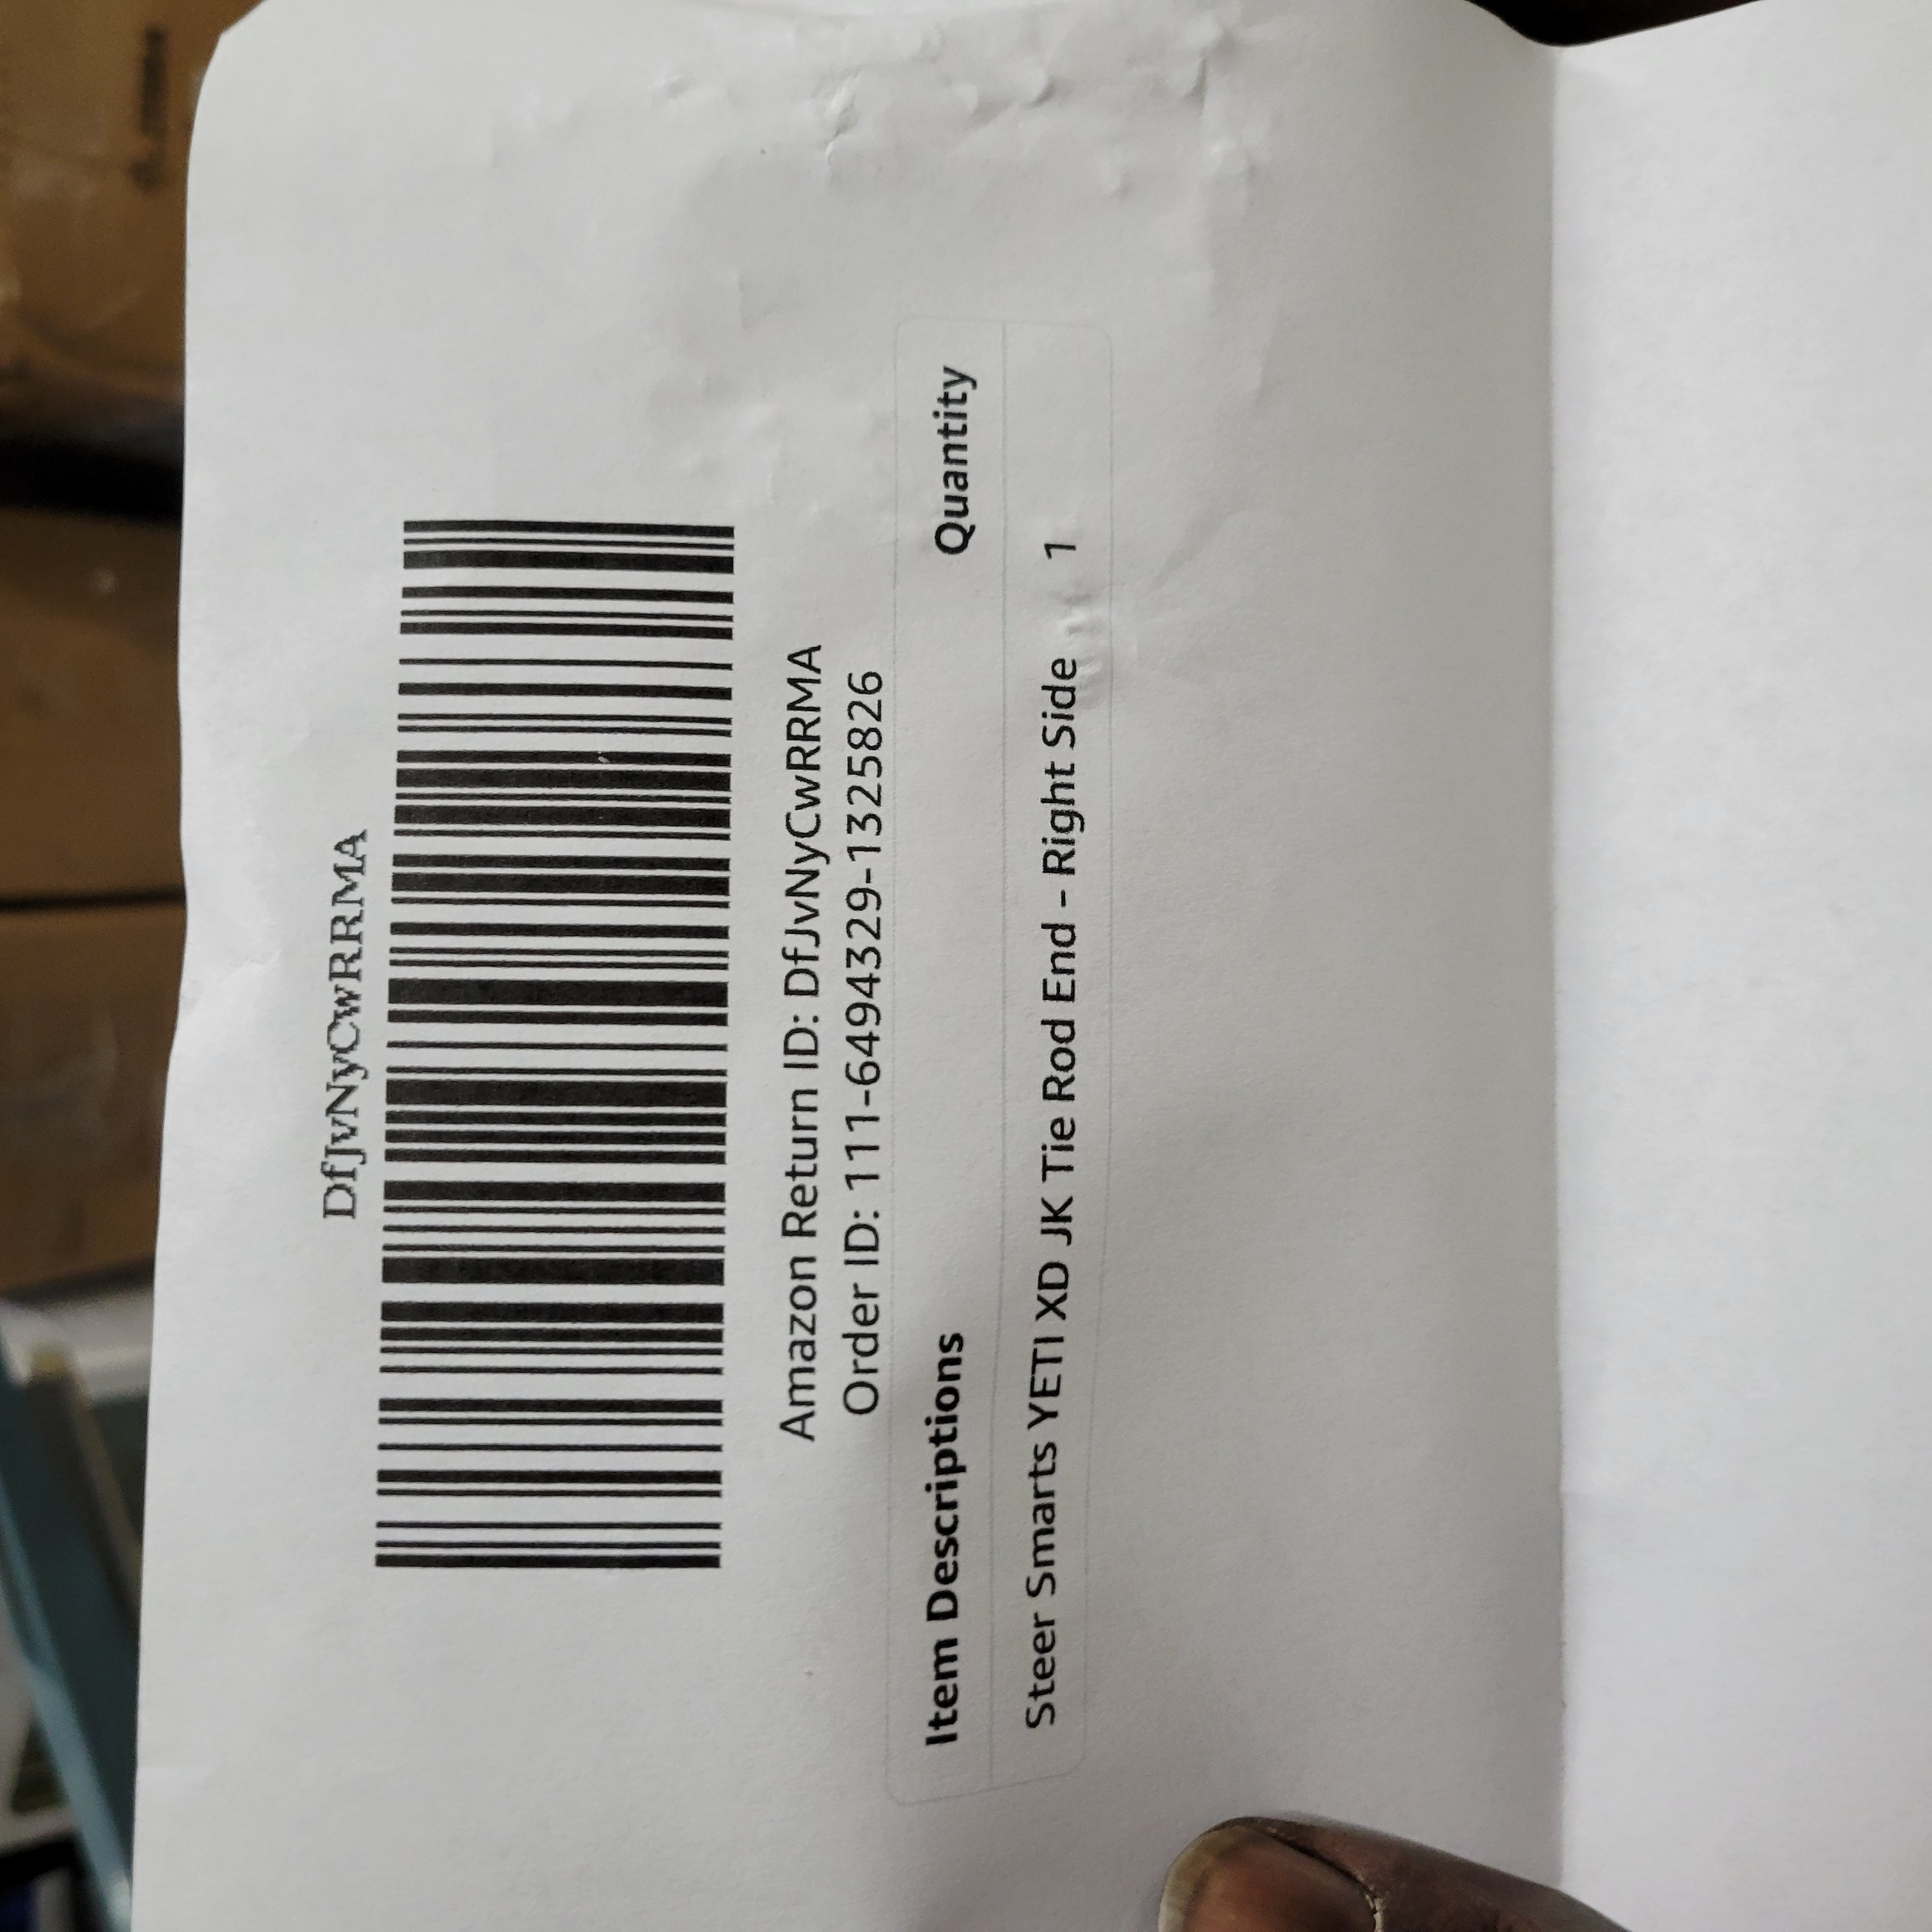 DfJvNyCwRRMA
Amazon Return ID: DfJvNyCwRRMA
Order ID: 111-6494329-1325826
Item Descriptions Quantity
Steer Smarts YETI XD JK Tie Rod End - Right Side 1